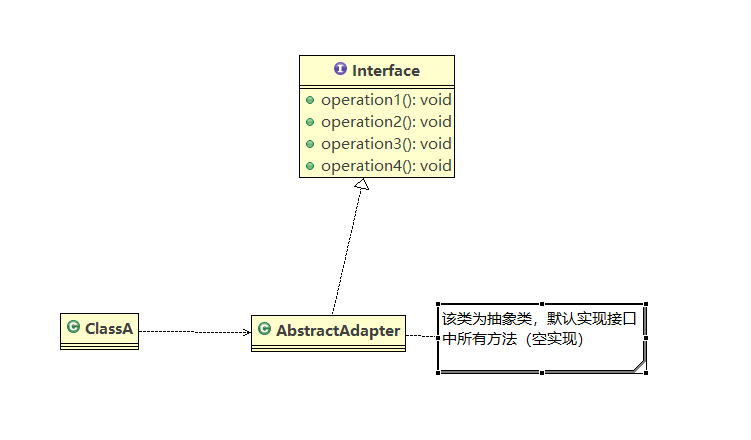 Interface
operation1(): void
operation2(): void
operation3(): void
operation4(): void
ClassA
AbstractAdapter
该类为抽象类，默认实现接口
中所有方法（空实现）